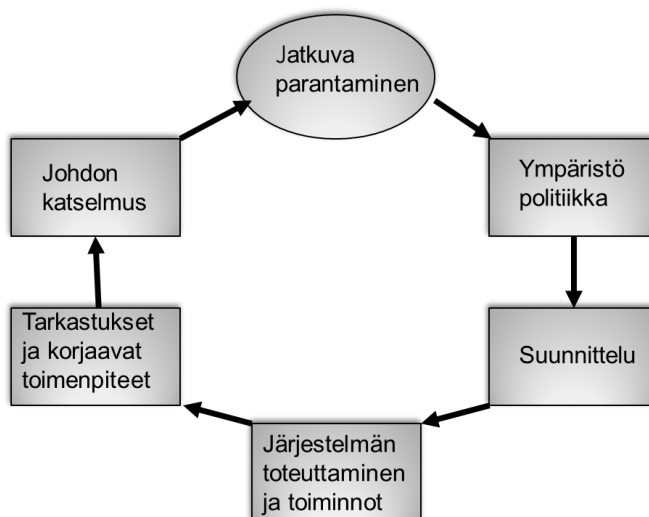 Jatkuva
parantaminen
Ympäristö
politiikka
Suunnittelu
Järjestelmän
toteuttaminen
ja toiminnot
Tarkastukset
ja korjaavat
toimenpiteet
Johdon
katselmus